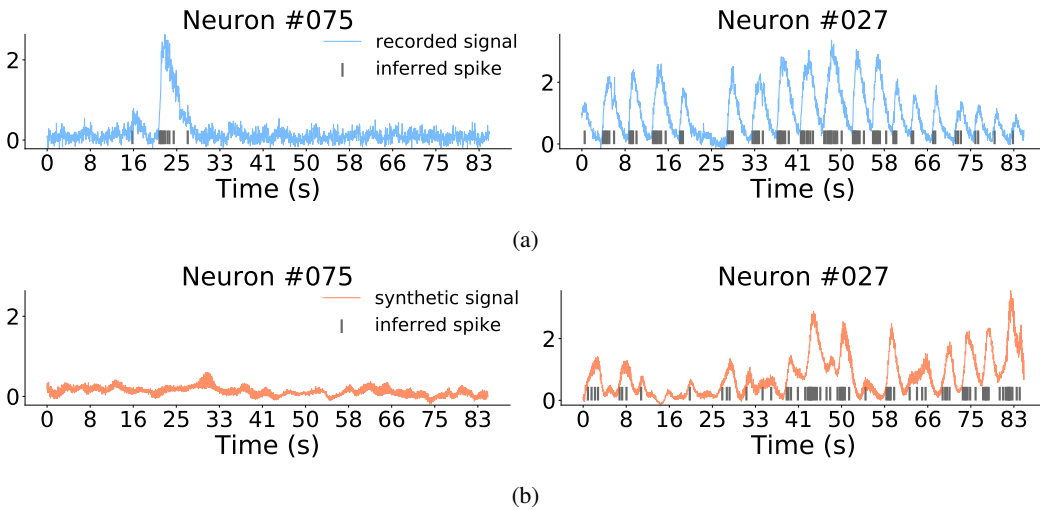 Neuron #075
recorded signal
inferred spike
2
0
0 8 16 25 33 41 50 58 66 75 83
Time (s)
Neuron #027
2
0
0 8 16 25 33 41 50 58 66 75 83
Time (s)
(a)
Neuron #075
synthetic signal
inferred spike
2
0
0 8 16 25 33 41 50 58 66 75 83
Time (s)
Neuron #027
2
0
0 8 16 25 33 41 50 58 66 75 83
Time (s)
(b)